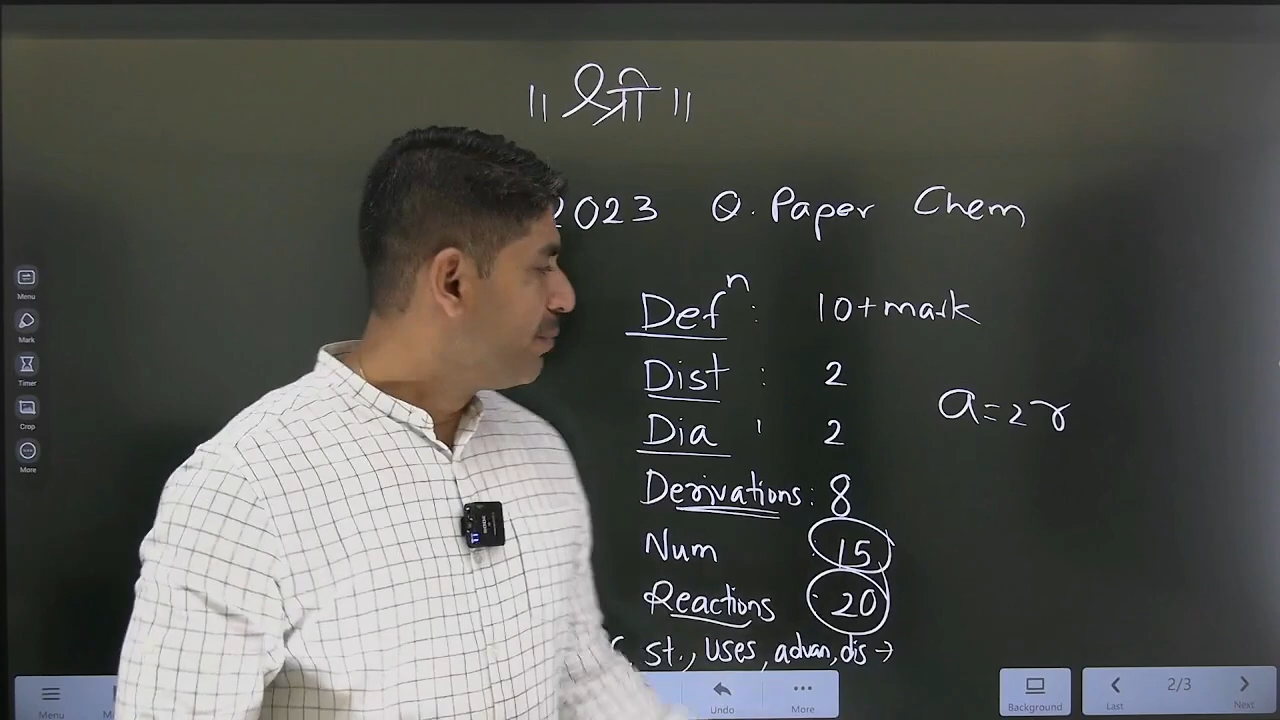 ॥ श्री ॥
2023 Q. Paper Chem
Defⁿ : 10+mark
Dist : 2
Dia ' 2
a=2r
Derivations: 8
Num 15
Reactions 20
st., uses, advan, dis →
Menu
Mark
Timer
Crop
More
Menu
Undo
More
Background
Last
2/3
Next